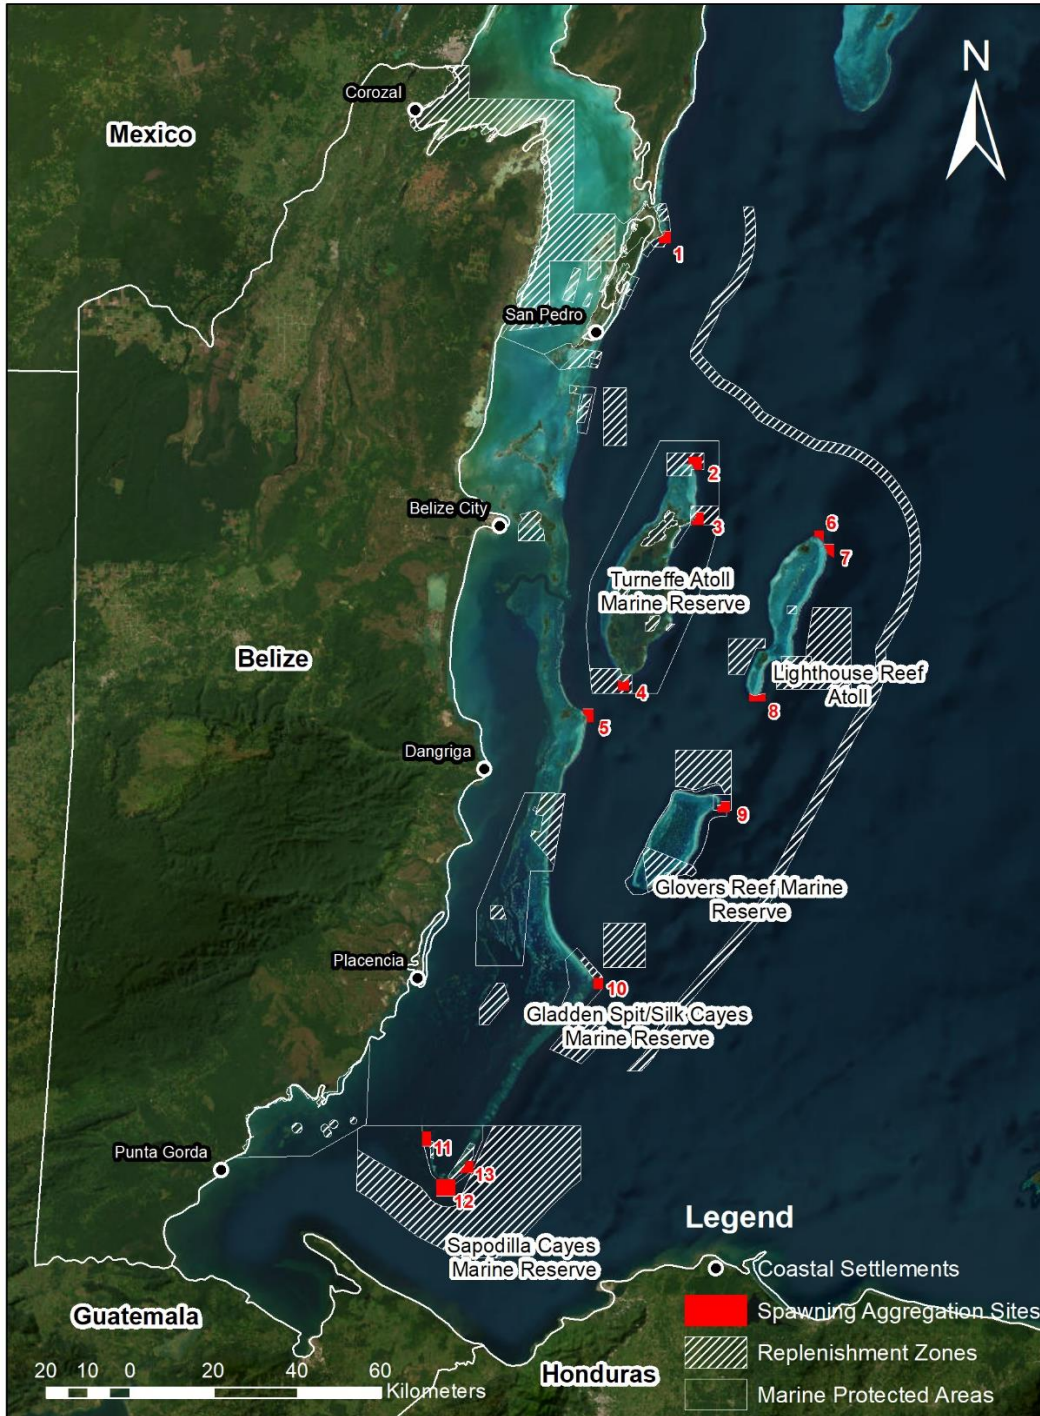 N
Corozal
Mexico
1
San Pedro
2
Belize City
3
6
7
Turneffe Atoll
Marine Reserve
Belize
Lighthouse Reef
Atoll
4
8
5
Dangriga
9
Glovers Reef Marine
Reserve
Placencia
10
Gladden Spit/Silk Cayes
Marine Reserve
11
Punta Gorda
13
12
Sapodilla Cayes
Marine Reserve
Legend
Coastal Settlements
Spawning Aggregation Sites
Replenishment Zones
Marine Protected Areas
Guatemala
Honduras
20 10 0 20 40 60
Kilometers